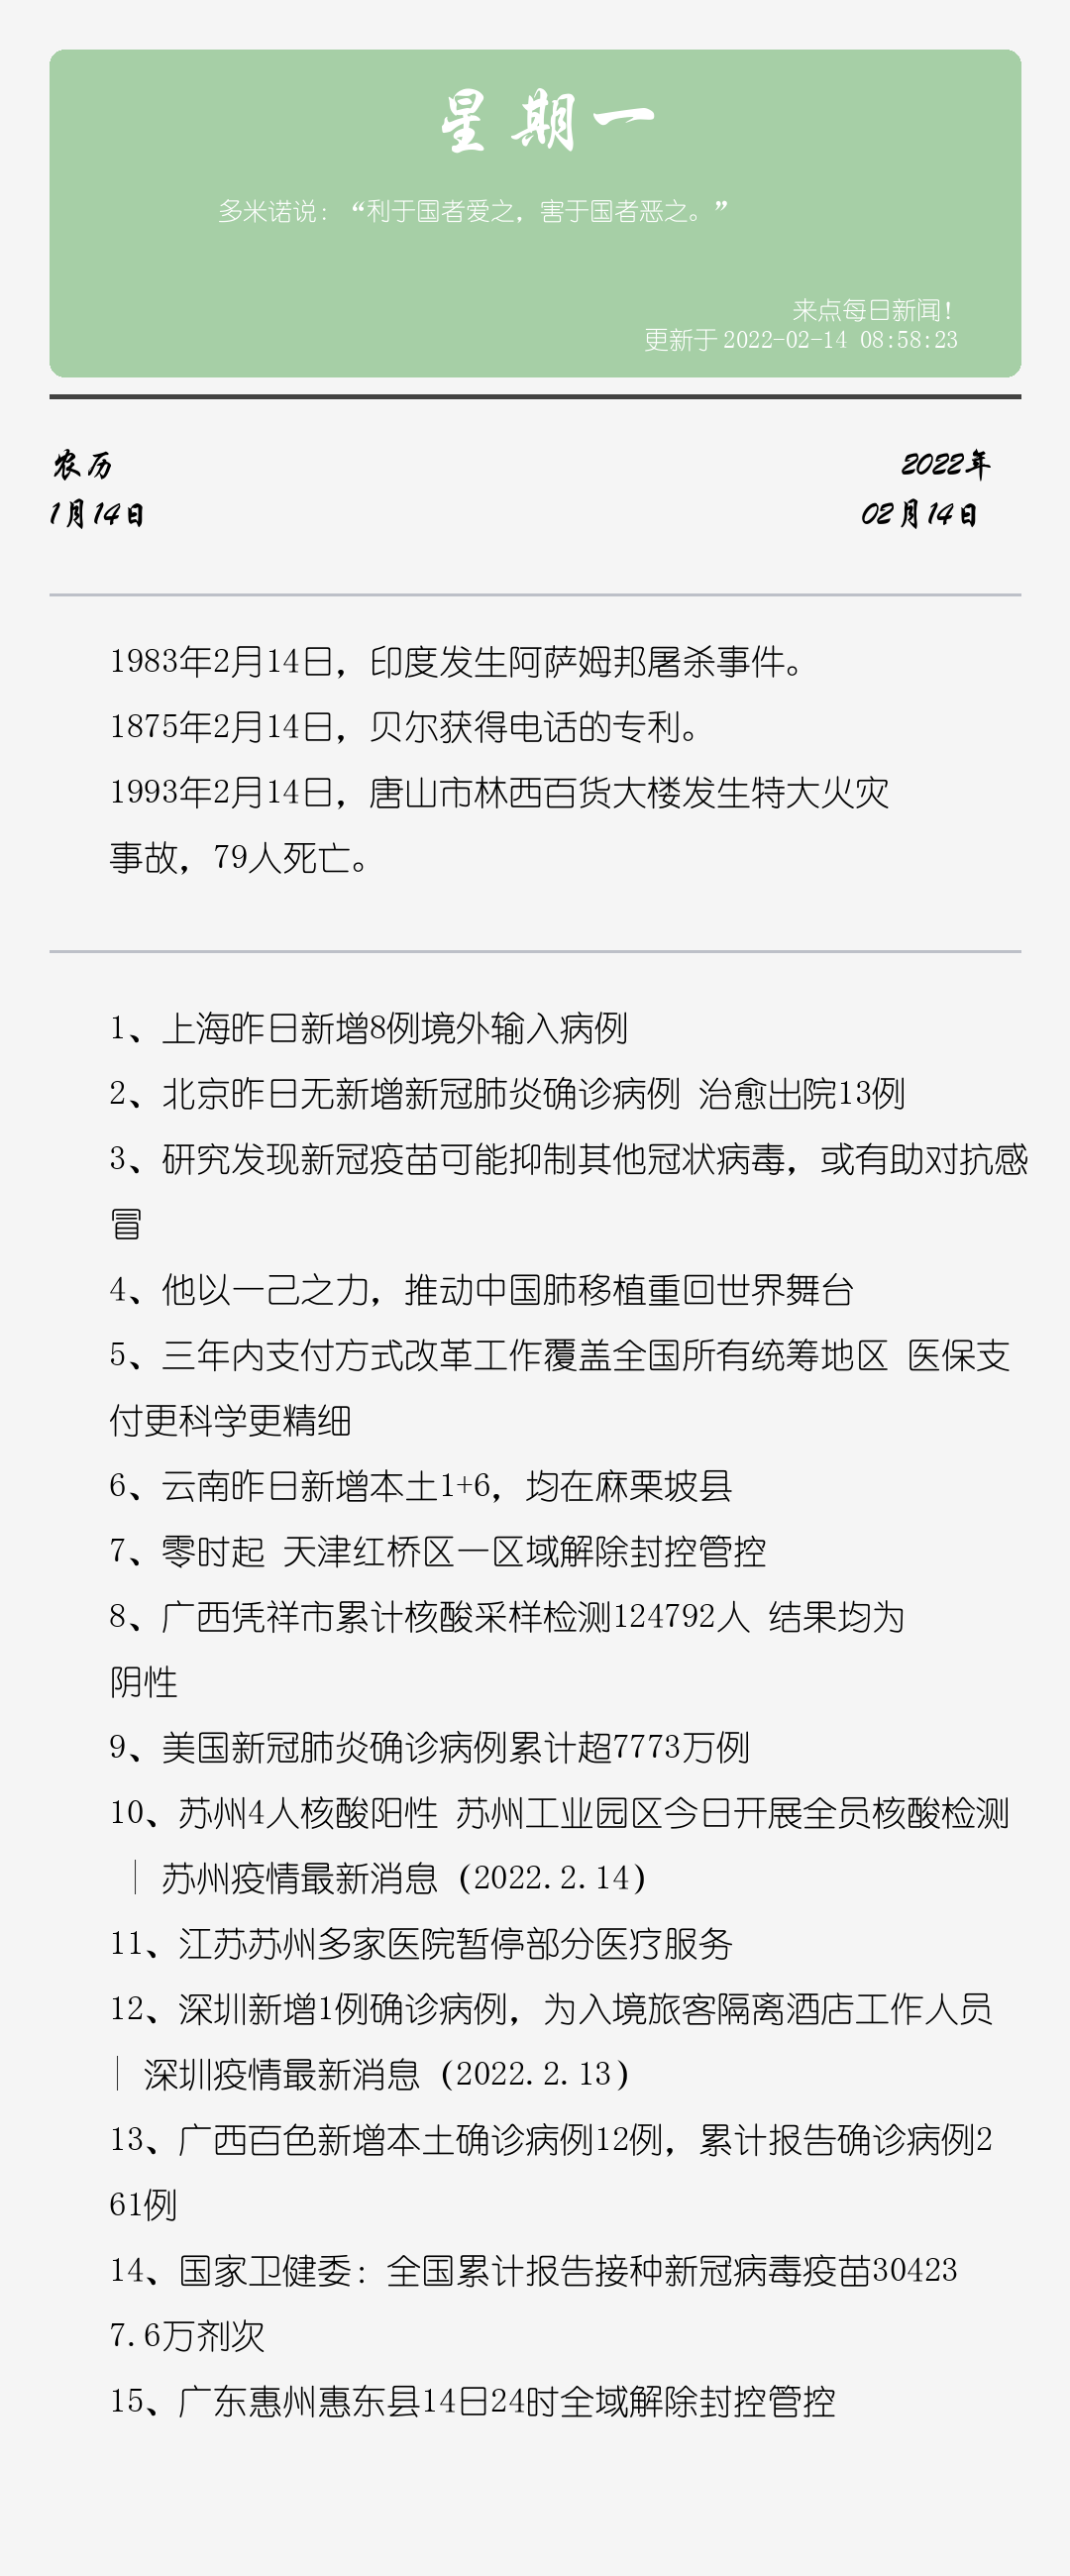 星期一
多米诺说：“利于国者爱之，害于国者恶之。”
来点每日新闻！
更新于 2022-02-14 08:58:23
农历
1月14日
2022年
02月14日
1983年2月14日，印度发生阿萨姆邦屠杀事件。
1875年2月14日，贝尔获得电话的专利。
1993年2月14日，唐山市林西百货大楼发生特大火灾
事故，79人死亡。
1、上海昨日新增8例境外输入病例
2、北京昨日无新增新冠肺炎确诊病例 治愈出院13例
3、研究发现新冠疫苗可能抑制其他冠状病毒，或有助对抗感
冒
4、他以一己之力，推动中国肺移植重回世界舞台
5、三年内支付方式改革工作覆盖全国所有统筹地区 医保支
付更科学更精细
6、云南昨日新增本土1+6，均在麻栗坡县
7、零时起 天津红桥区一区域解除封控管控
8、广西凭祥市累计核酸采样检测124792人 结果均为
阴性
9、美国新冠肺炎确诊病例累计超7773万例
10、苏州4人核酸阳性 苏州工业园区今日开展全员核酸检测
｜苏州疫情最新消息（2022.2.14）
11、江苏苏州多家医院暂停部分医疗服务
12、深圳新增1例确诊病例，为入境旅客隔离酒店工作人员
｜深圳疫情最新消息（2022.2.13）
13、广西百色新增本土确诊病例12例，累计报告确诊病例2
61例
14、国家卫健委：全国累计报告接种新冠病毒疫苗30423
7.6万剂次
15、广东惠州惠东县14日24时全域解除封控管控